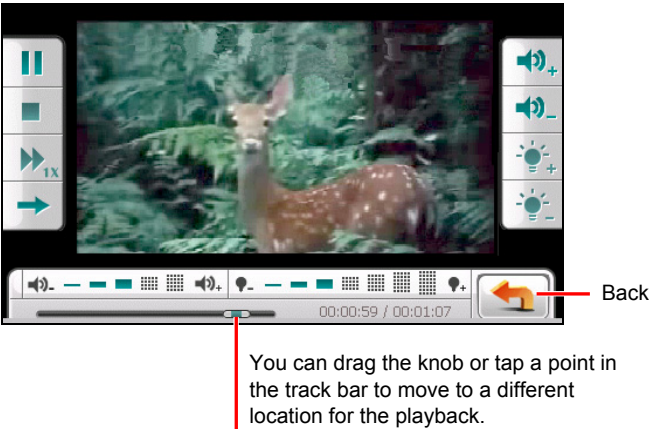 1X
00:00:59 / 00:01:07
Back
You can drag the knob or tap a point in
the track bar to move to a different
location for the playback.